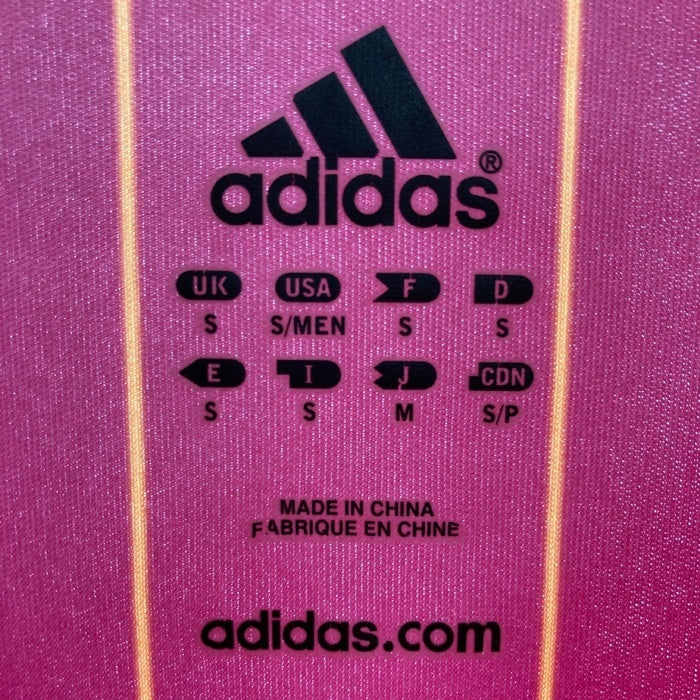 adidas®
UK USA F D
S S/MEN S S
E I J CDN
S S M S/P
MADE IN CHINA
FABRIQUE EN CHINE
adidas.com